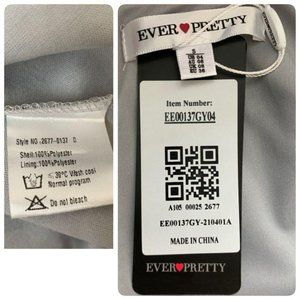 Style NO.:2677-0137 D
Shell:100%Polyester
Lining:100%Polyester
≤30°C Wash cool
Normal program
Do not bleach
EVER PRETTY
Item Number:
EE00137GY04
A105 00025 2677
EE00137GY-210401A
MADE IN CHINA
EVER PRETTY